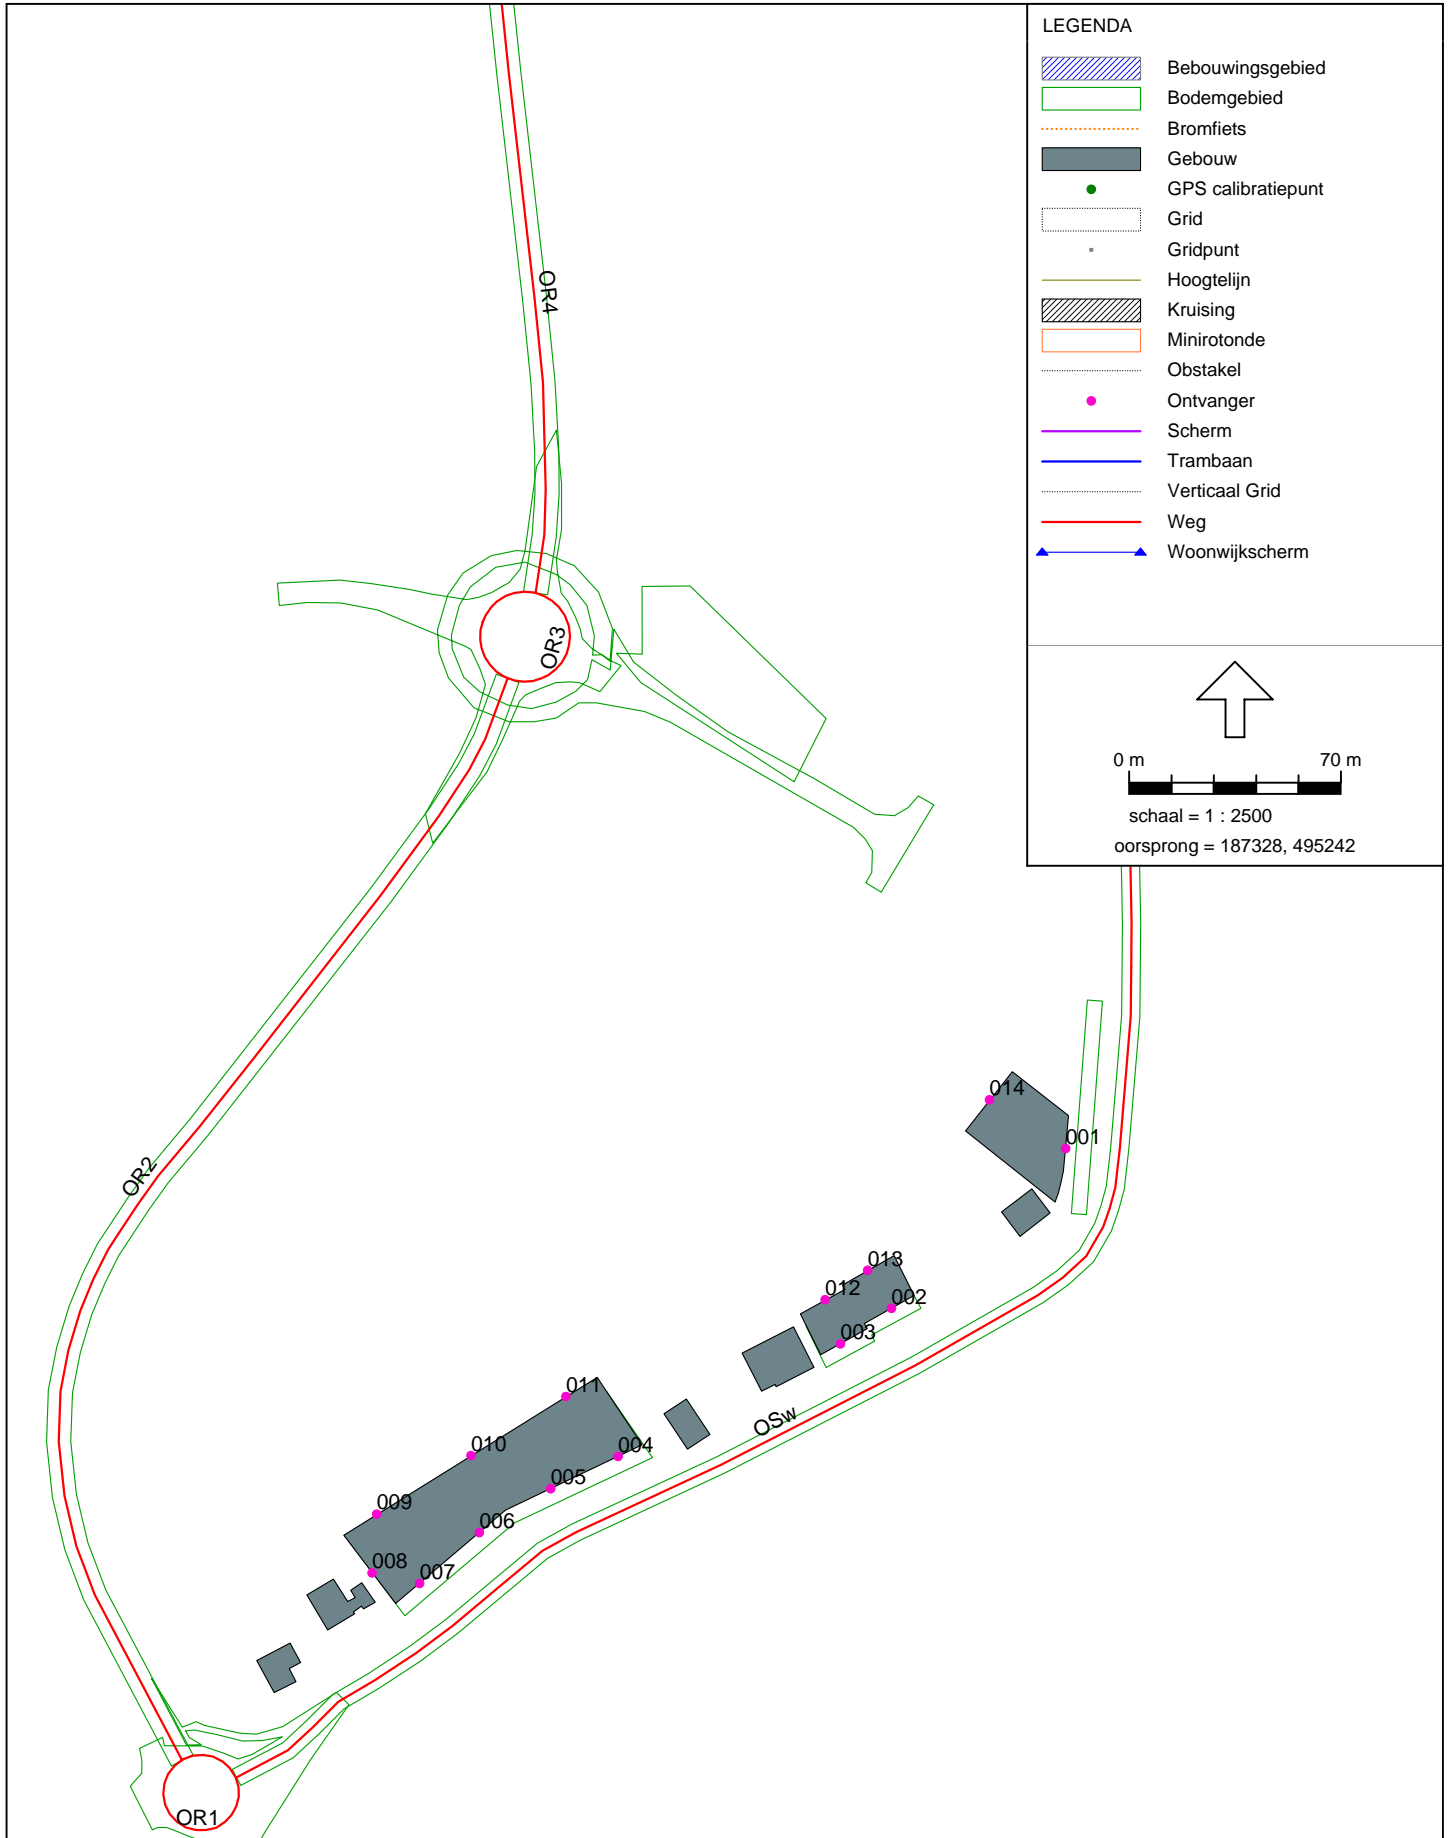 LEGENDA
Bebouwingsgebied
Bodemgebied
Bromfiets
Gebouw
GPS calibratiepunt
Grid
Gridpunt
Hoogtelijn
Kruising
Minirotonde
Obstakel
Ontvanger
Scherm
Trambaan
Verticaal Grid
Weg
Woonwijkscherm
0 m 70 m
schaal = 1 : 2500
oorsprong = 187328, 495242
OR4
OR3
OR2
014
001
013
012
002
003
OSw
011
010
004
005
009
006
008
007
OR1